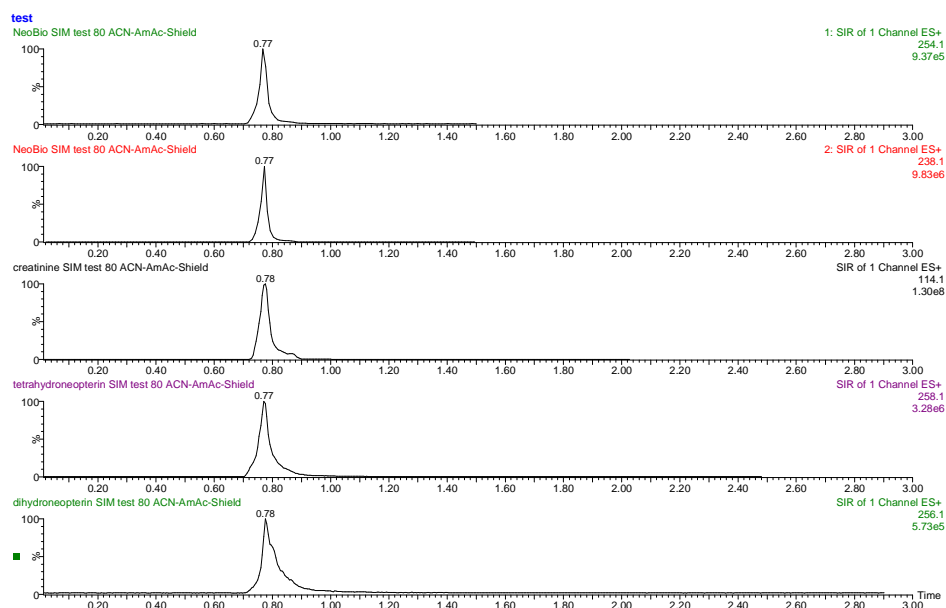 test
NeoBio SIM test 80 ACN-AmAc-Shield 1: SIR of 1 Channel ES+
0.77 254.1
100 9.37e5
%
0
0.20 0.40 0.60 0.80 1.00 1.20 1.40 1.60 1.80 2.00 2.20 2.40 2.60 2.80 3.00
NeoBio SIM test 80 ACN-AmAc-Shield 2: SIR of 1 Channel ES+
0.77 238.1
100 9.83e6
%
0
0.20 0.40 0.60 0.80 1.00 1.20 1.40 1.60 1.80 2.00 2.20 2.40 2.60 2.80 3.00
creatinine SIM test 80 ACN-AmAc-Shield SIR of 1 Channel ES+
0.78 114.1
100 1.30e8
%
0
0.20 0.40 0.60 0.80 1.00 1.20 1.40 1.60 1.80 2.00 2.20 2.40 2.60 2.80 3.00
tetrahydroneopterin SIM test 80 ACN-AmAc-Shield SIR of 1 Channel ES+
0.77 258.1
100 3.28e6
%
0
0.20 0.40 0.60 0.80 1.00 1.20 1.40 1.60 1.80 2.00 2.20 2.40 2.60 2.80 3.00
dihydroneopterin SIM test 80 ACN-AmAc-Shield SIR of 1 Channel ES+
0.78 256.1
100 5.73e5
%
0 Time
0.20 0.40 0.60 0.80 1.00 1.20 1.40 1.60 1.80 2.00 2.20 2.40 2.60 2.80 3.00